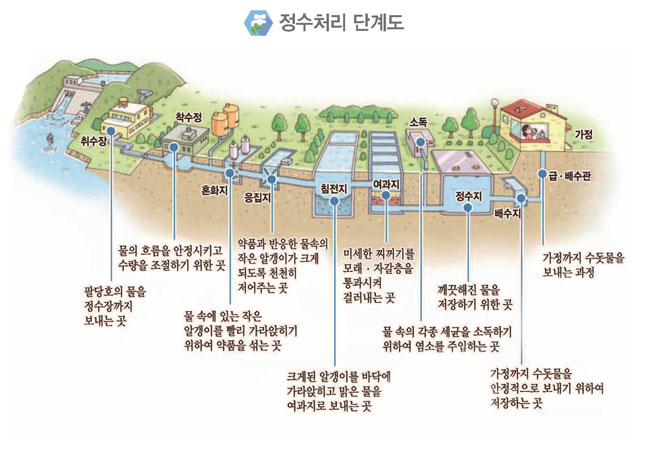 정수처리 단계도
취수장
착수정
혼화지
응집지
침전지
여과지
소독
정수지
배수지
급·배수관
가정
팔당호의 물을
정수장까지
보내는 곳
물의 흐름을 안정시키고
수량을 조절하기 위한 곳
물 속에 있는 작은
알갱이를 빨리 가라앉히기
위하여 약품을 섞는 곳
약품과 반응한 물속의
작은 알갱이가 크게
되도록 천천히
저어주는 곳
크게된 알갱이를 바닥에
가라앉히고 맑은 물을
여과지로 보내는 곳
미세한 찌꺼기를
모래·자갈층을
통과시켜
걸러내는 곳
물 속의 각종 세균을 소독하기
위하여 염소를 주입하는 곳
깨끗해진 물을
저장하기 위한 곳
가정까지 수돗물을
안정적으로 보내기 위하여
저장하는 곳
가정까지 수돗물을
보내는 과정